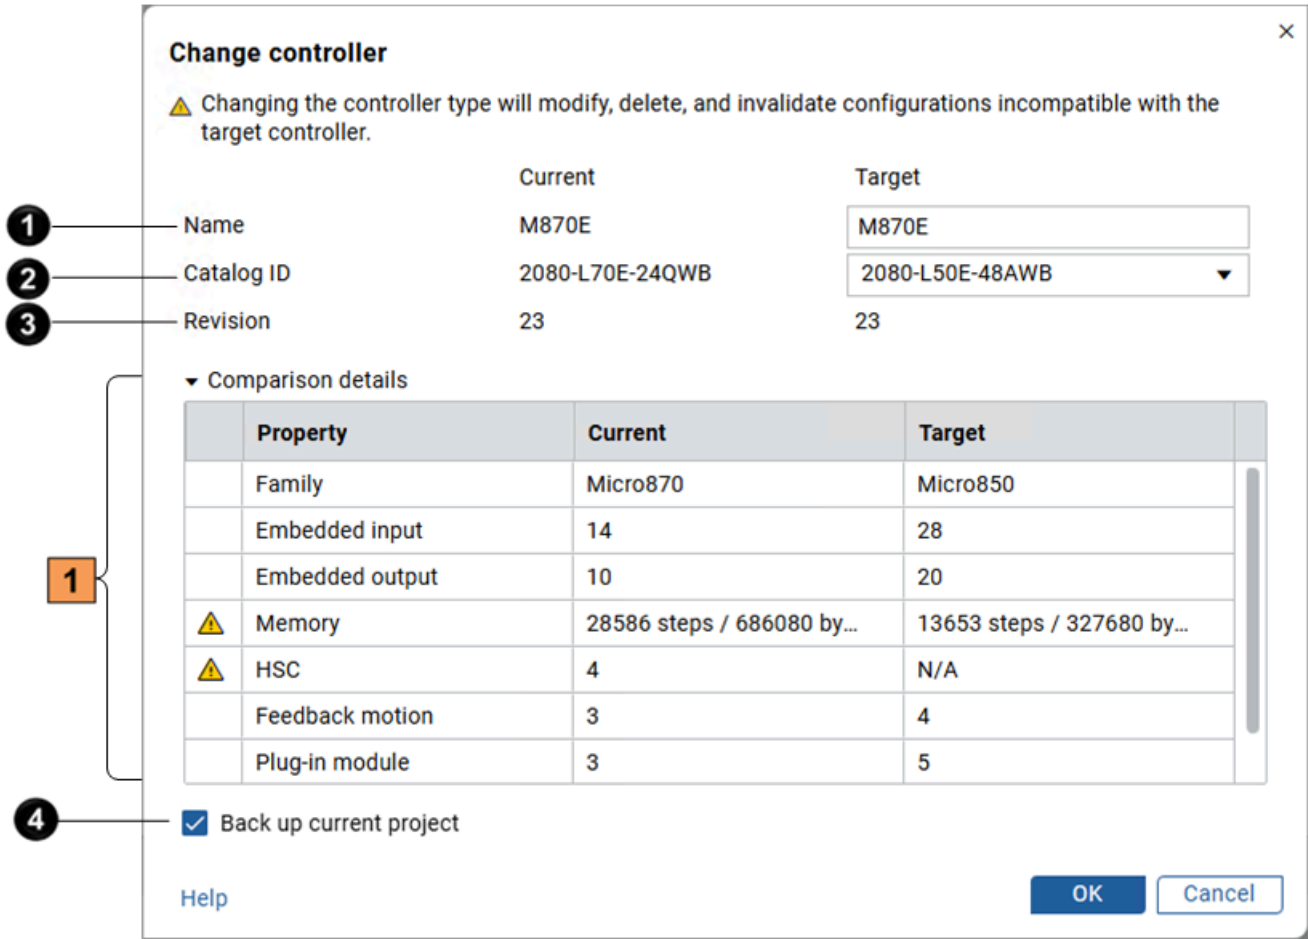 ×
Change controller
Changing the controller type will modify, delete, and invalidate configurations incompatible with the
target controller.
Current Target
1 Name M870E M870E
2 Catalog ID 2080-L70E-24QWB 2080-L50E-48AWB
3 Revision 23 23
Comparison details
Property Current Target
Family Micro870 Micro850
Embedded input 14 28
1 Embedded output 10 20
Memory 28586 steps / 686080 by... 13653 steps / 327680 by...
HSC 4 N/A
Feedback motion 3 4
Plug-in module 3 5
4 Back up current project
Help OK Cancel